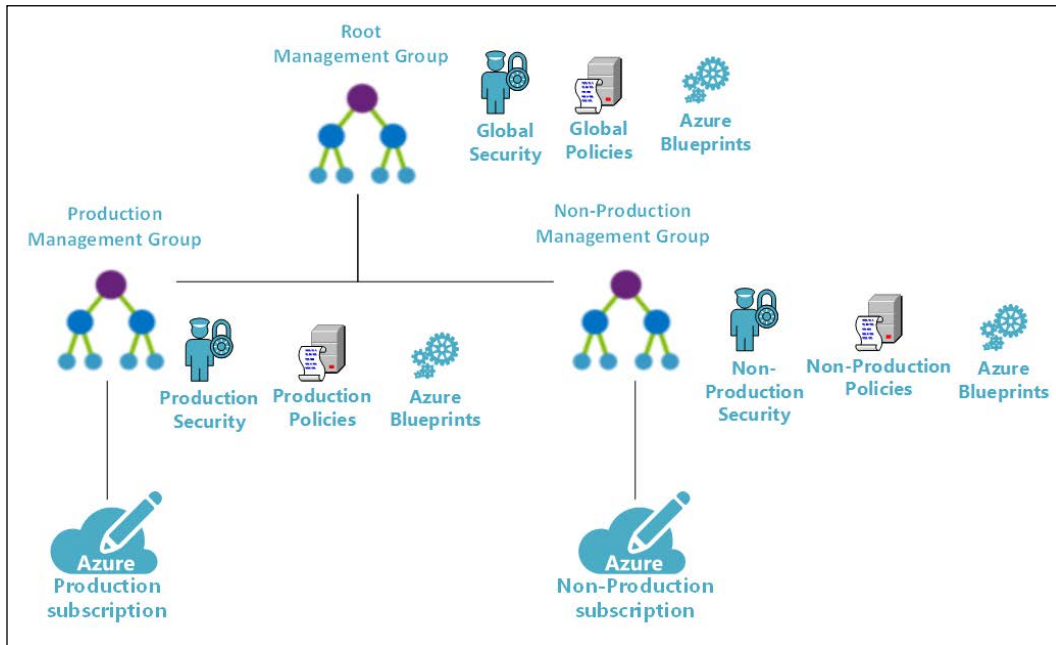 Root
Management Group
Global
Security
Global
Policies
Azure
Blueprints
Production
Management Group
Non-Production
Management Group
Production
Security
Production
Policies
Azure
Blueprints
Non-
Production
Security
Non-Production
Policies
Azure
Blueprints
Azure
Production
subscription
Azure
Non-Production
subscription